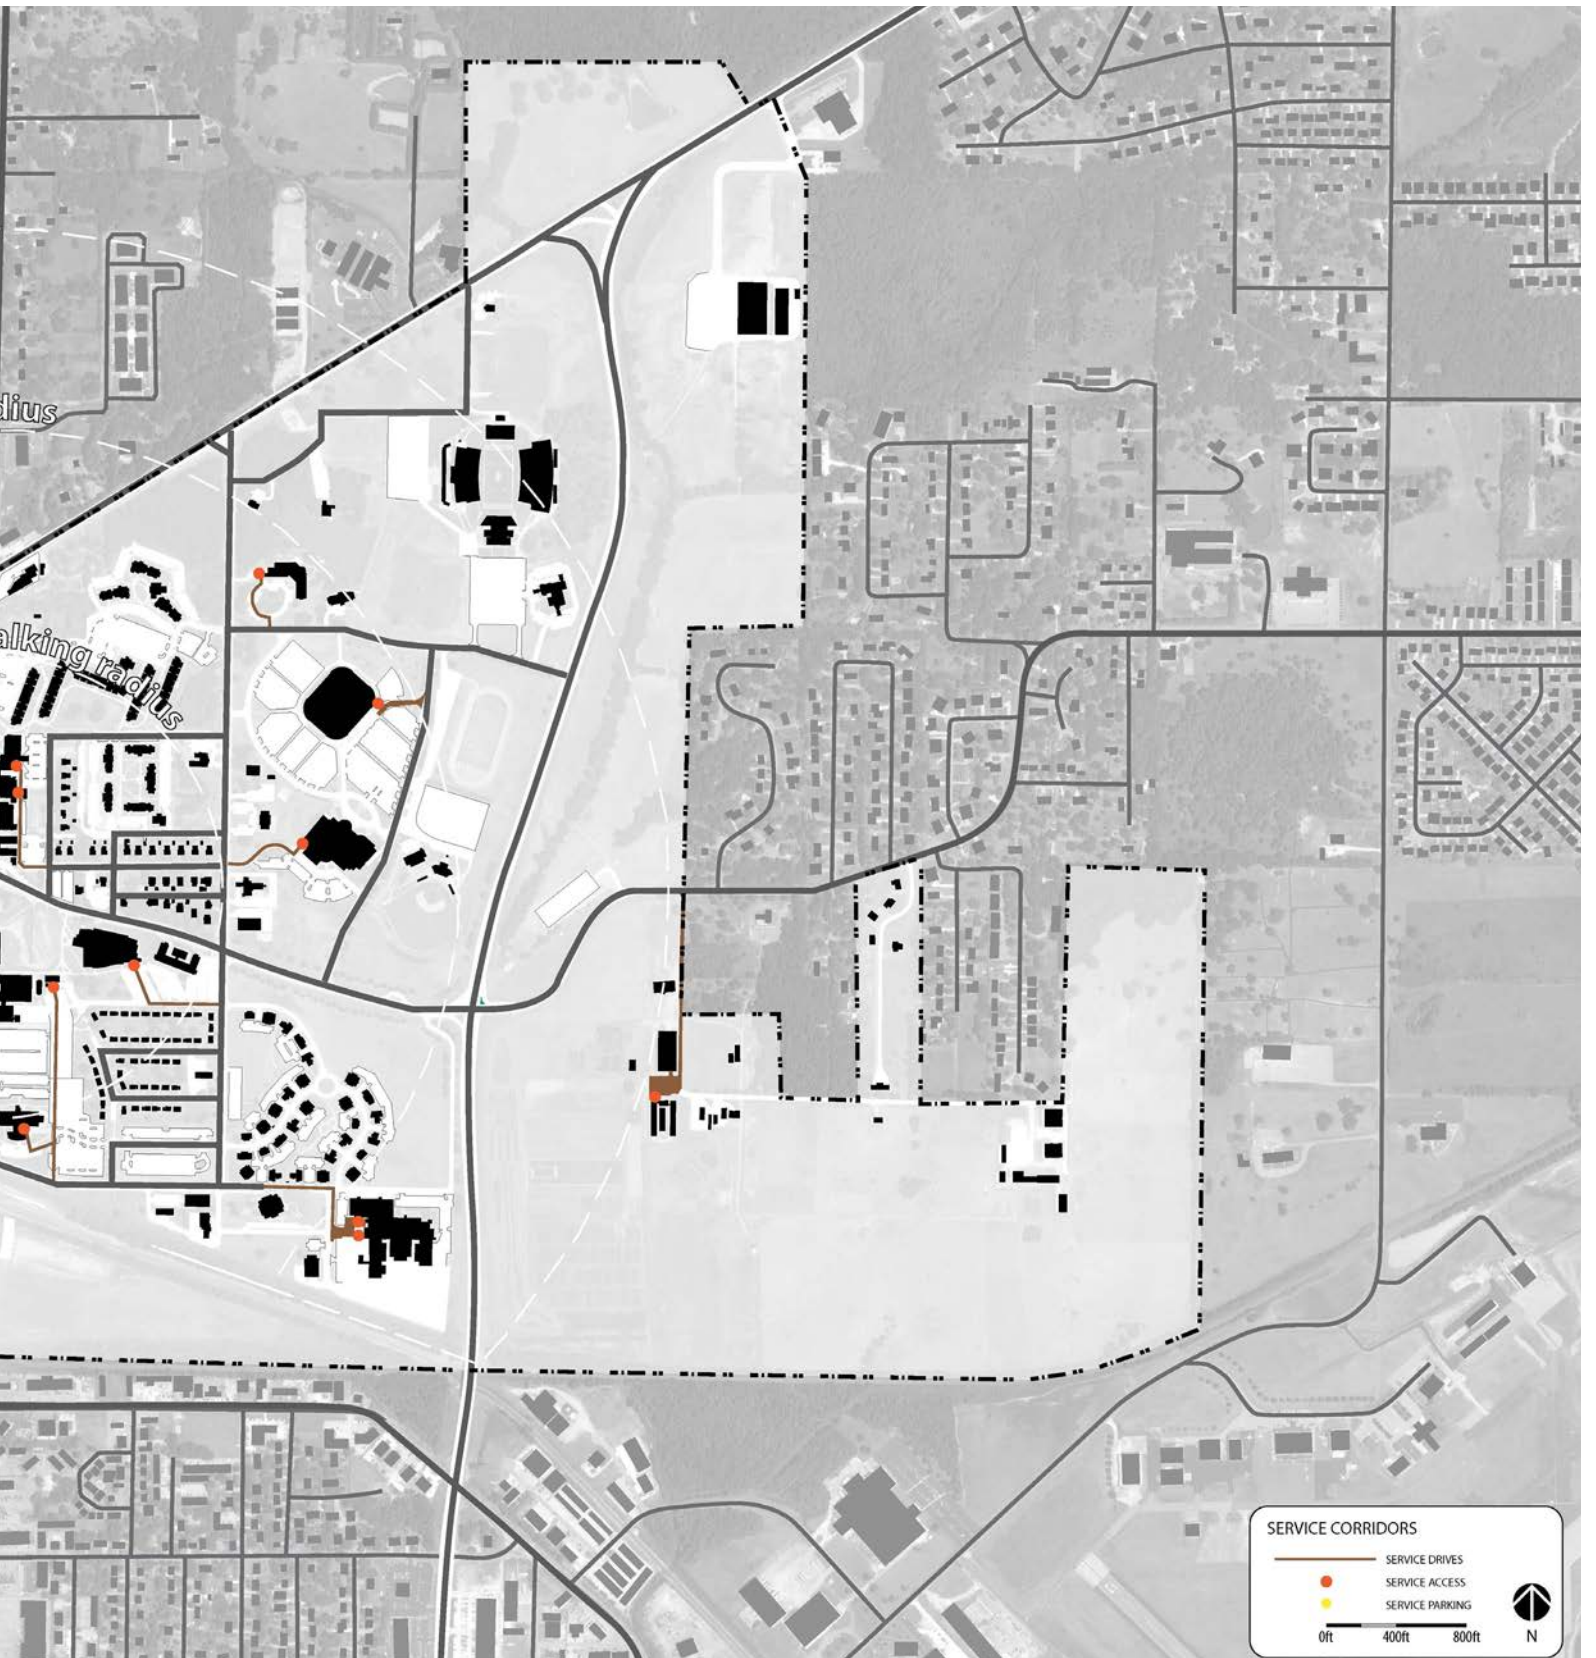 dius
alking radius
SERVICE CORRIDORS
SERVICE DRIVES
SERVICE ACCESS
SERVICE PARKING
0ft 400ft 800ft
N